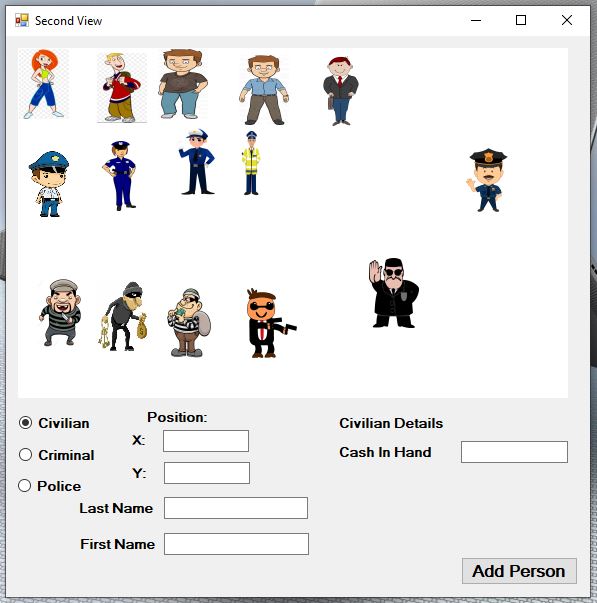 Second View
Civilian
Position:
Civilian Details
X:
Cash In Hand
Criminal
Y:
Police
Last Name
First Name
Add Person